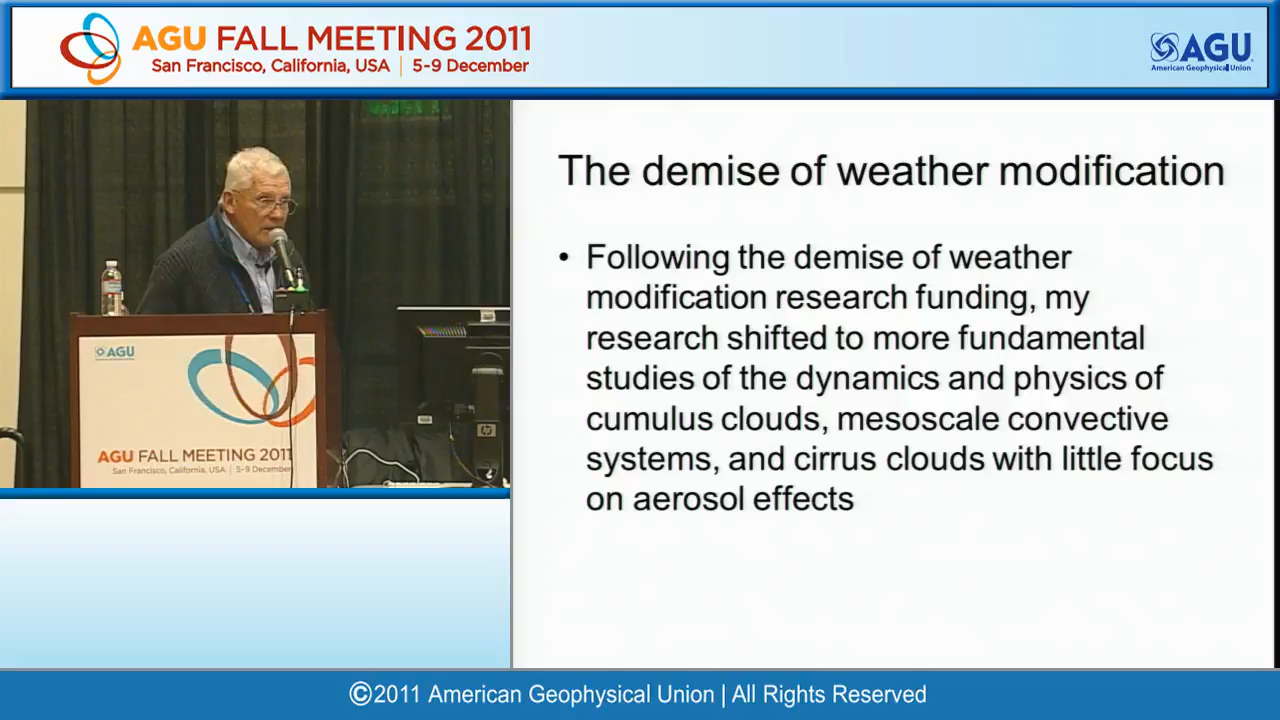 AGU FALL MEETING 2011
San Francisco, California, USA | 5-9 December
AGU
American Geophysical Union
The demise of weather modification
• Following the demise of weather
modification research funding, my
research shifted to more fundamental
studies of the dynamics and physics of
cumulus clouds, mesoscale convective
systems, and cirrus clouds with little focus
on aerosol effects
AGU
AGU FALL MEETING 2011
San Francisco, California, USA | 5-9 December
hp
©2011 American Geophysical Union | All Rights Reserved